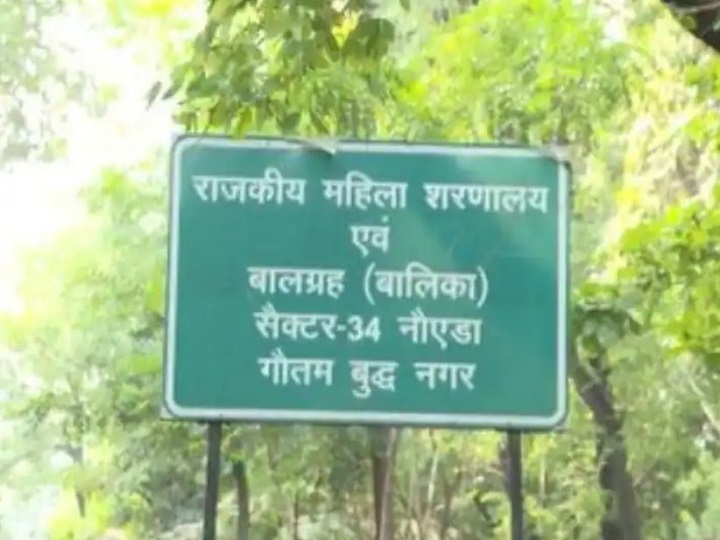 राजकीय महिला शरणालय
एवं
बालग्रह (बालिका)
सैक्टर-34 नौएडा
गौतम बुद्ध नगर